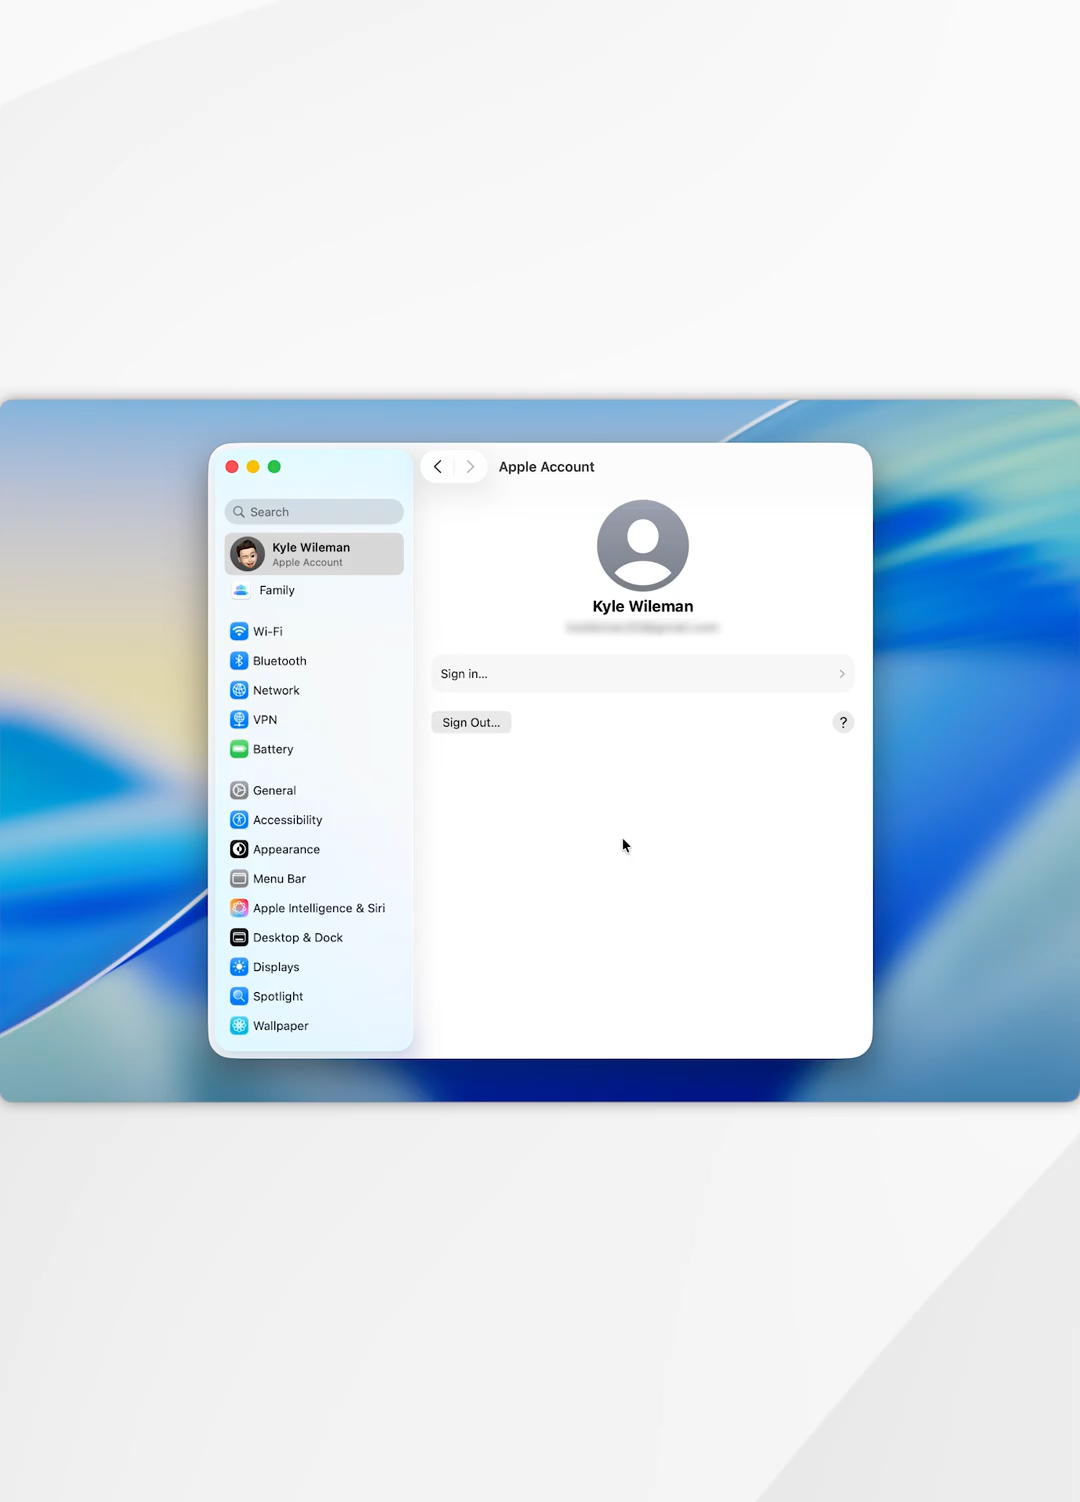 Apple Account
Search
Kyle Wileman
Apple Account
Family
Wi-Fi
Bluetooth
Network
VPN
Battery
General
Accessibility
Appearance
Menu Bar
Apple Intelligence & Siri
Desktop & Dock
Displays
Spotlight
Wallpaper
Kyle Wileman
Sign in...
Sign Out...
?